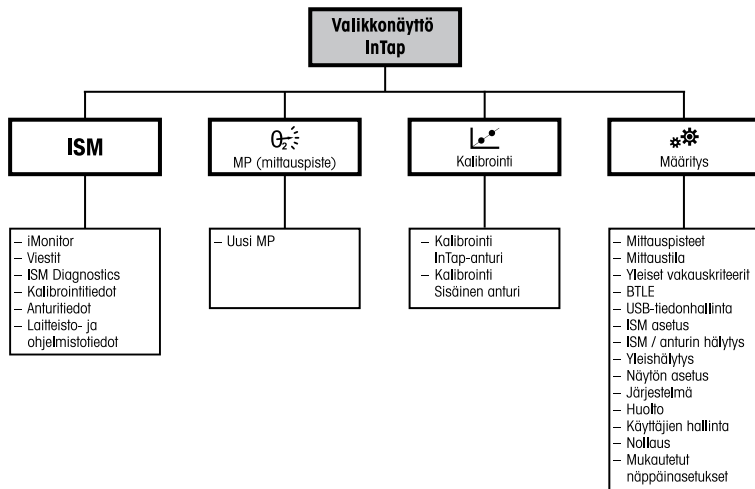 Valikkonäyttö
InTap
ISM
O₂
MP (mittauspiste)
Kalibrointi
Määritys
– iMonitor
– Viestit
– ISM Diagnostics
– Kalibrointitiedot
– Anturitiedot
– Laitteisto- ja
ohjelmistotiedot
– Uusi MP
– Kalibrointi
InTap-anturi
– Kalibrointi
Sisäinen anturi
– Mittauspisteet
– Mittaustila
– Yleiset vakauskriteerit
– BTLE
– USB-tiedonhallinta
– ISM asetus
– ISM / anturin hälytys
– Yleishälytys
– Näytön asetus
– Järjestelmä
– Huolto
– Käyttäjien hallinta
– Nollaus
– Mukautetut
näppäinasetukset